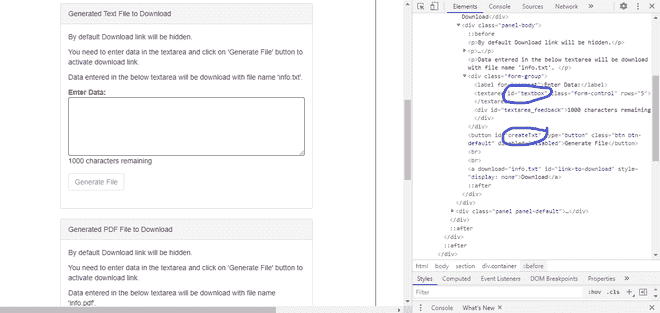 Generated Text File to Download
By default Download link will be hidden.
You need to enter data in the textarea and click on 'Generate File' button to
activate download link.
Data entered in the below textarea will be download with file name 'info.txt'.
Enter Data:
1000 characters remaining
Generate File
Generated PDF File to Download
By default Download link will be hidden.
You need to enter data in the textarea and click on 'Generate File' button to
activate download link.
Data entered in the below textarea will be download with file name
'info.pdf'.
Elements Console Sources Network »
Download</div>
<div class="panel-body">
::before
<p>By default Download link will be hidden.</p>
<p>…</p>
<p>Data entered in the below textarea will be download
with file name 'info.txt'. </p>
<div class="form-group">
<label for= Enter Data:</label>
<textarea id="textbox" class="form-control" rows="5">
</textarea>
<div id="textarea_feedback">1000 characters remaining
</div>
</div>
<button id="createTxt" type="button" class="btn btn-
default" >Generate File</button>
<br>
<br>
<a download="info.txt" id="link-to-download" style=
"display: none">Download</a>
::after
</div>
</div>
<div class="panel panel-default">…</div>
</div>
::after
</div>
::after
</div>
html body section div.container ::before
Styles Computed Event Listeners DOM Breakpoints Properties »
Filter :hov .cls +
Console What's New ×